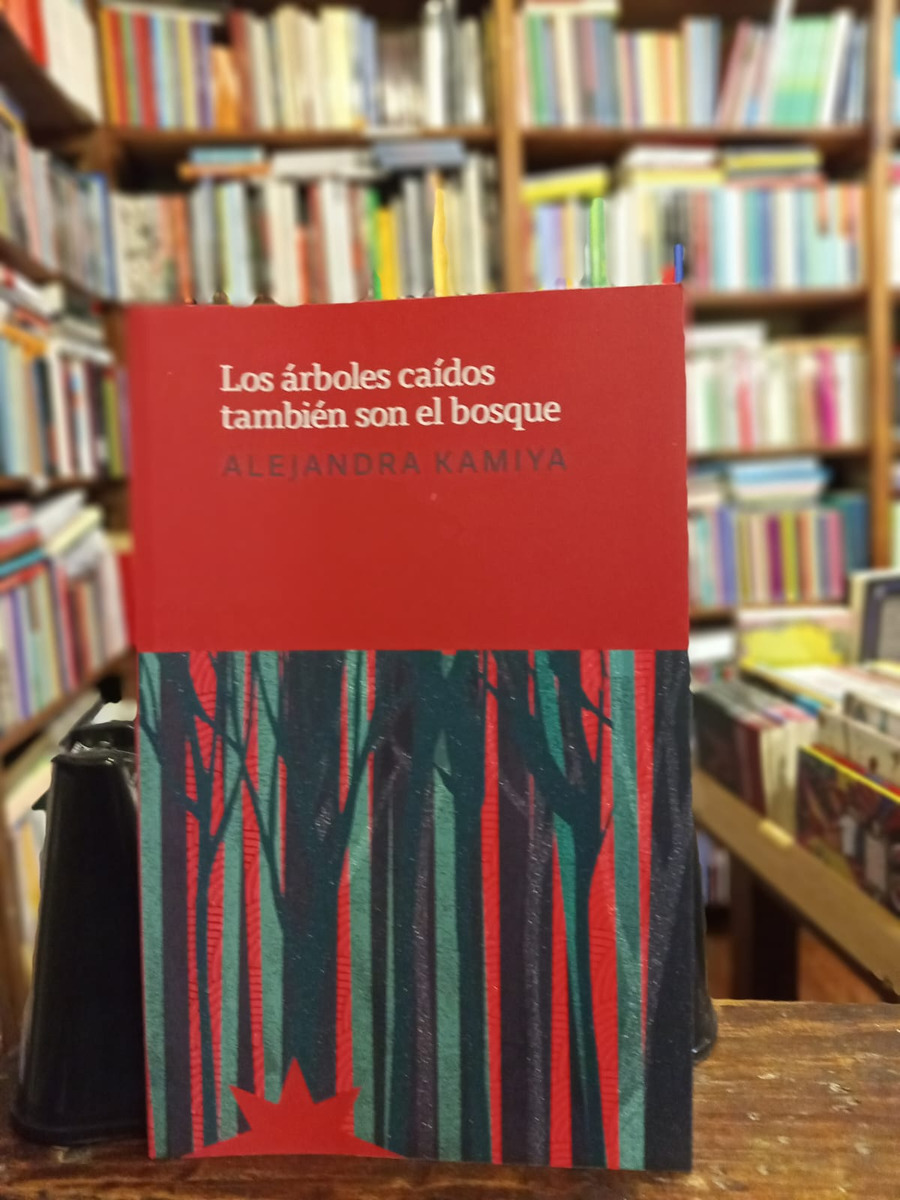 Los árboles caídos
también son el bosque
ALEJANDRA KAMIYA